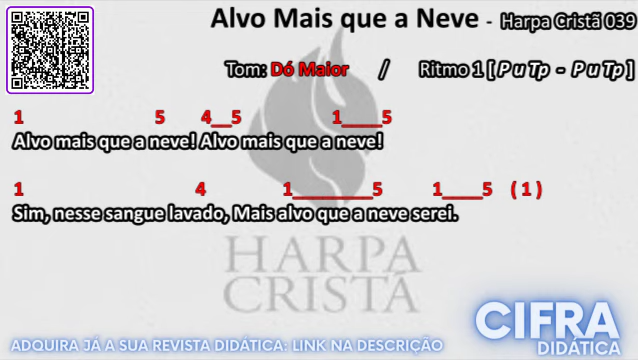 Alvo Mais que a Neve - Harpa Cristã 039
Tom: Dó Maior / Ritmo 1 [ P u Tp - P u Tp ]
1 5 4__5 1____5
Alvo mais que a neve! Alvo mais que a neve!
1 4 1________5 1____5 ( 1 )
Sim, nesse sangue lavado, Mais alvo que a neve serei.
HARPA
CRISTÃ
CIFRA
DIDÁTICA
ADQUIRA JÁ A SUA REVISTA DIDÁTICA: LINK NA DESCRIÇÃO